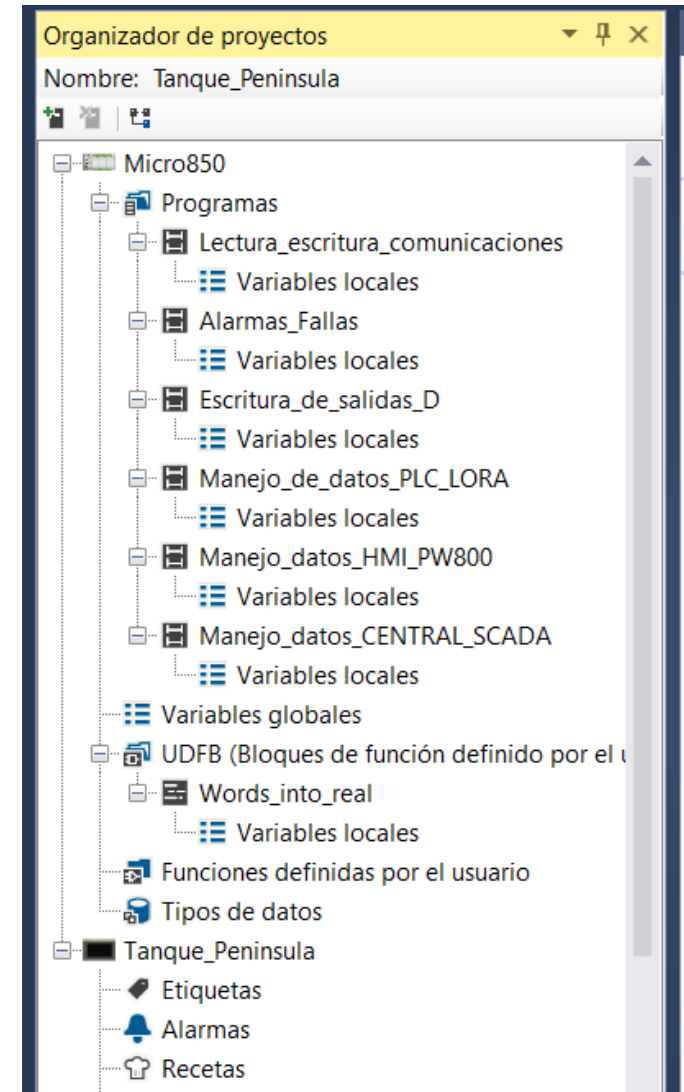 Organizador de proyectos
Nombre: Tanque_Peninsula
Micro850
Programas
Lectura_escritura_comunicaciones
Variables locales
Alarmas_Fallas
Variables locales
Escritura_de_salidas_D
Variables locales
Manejo_de_datos_PLC_LORA
Variables locales
Manejo_datos_HMI_PW800
Variables locales
Manejo_datos_CENTRAL_SCADA
Variables locales
Variables globales
UDFB (Bloques de función definido por el
Words_into_real
Variables locales
Funciones definidas por el usuario
Tipos de datos
Tanque_Peninsula
Etiquetas
Alarmas
Recetas